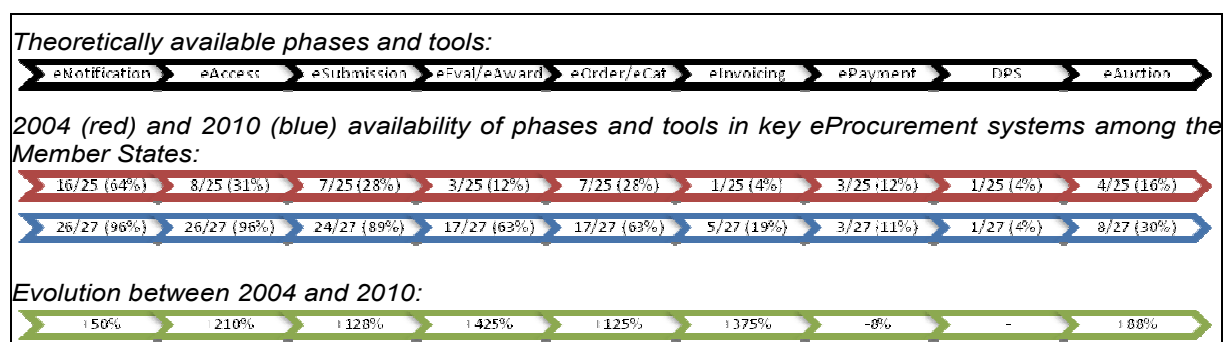 Theoretically available phases and tools:
eNotification eAccess eSubmission eEval/eAward eOrder/eCat eInvoicing ePayment DPS eAuction
2004 (red) and 2010 (blue) availability of phases and tools in key eProcurement systems among the
Member States:
16/25 (64%) 8/25 (31%) 7/25 (28%) 3/25 (12%) 7/25 (28%) 1/25 (4%) 3/25 (12%) 1/25 (4%) 4/25 (16%)
26/27 (96%) 26/27 (96%) 24/27 (89%) 17/27 (63%) 17/27 (63%) 5/27 (19%) 3/27 (11%) 1/27 (4%) 8/27 (30%)
Evolution between 2004 and 2010:
+50% +210% +128% +425% +125% +375% -8% - +88%